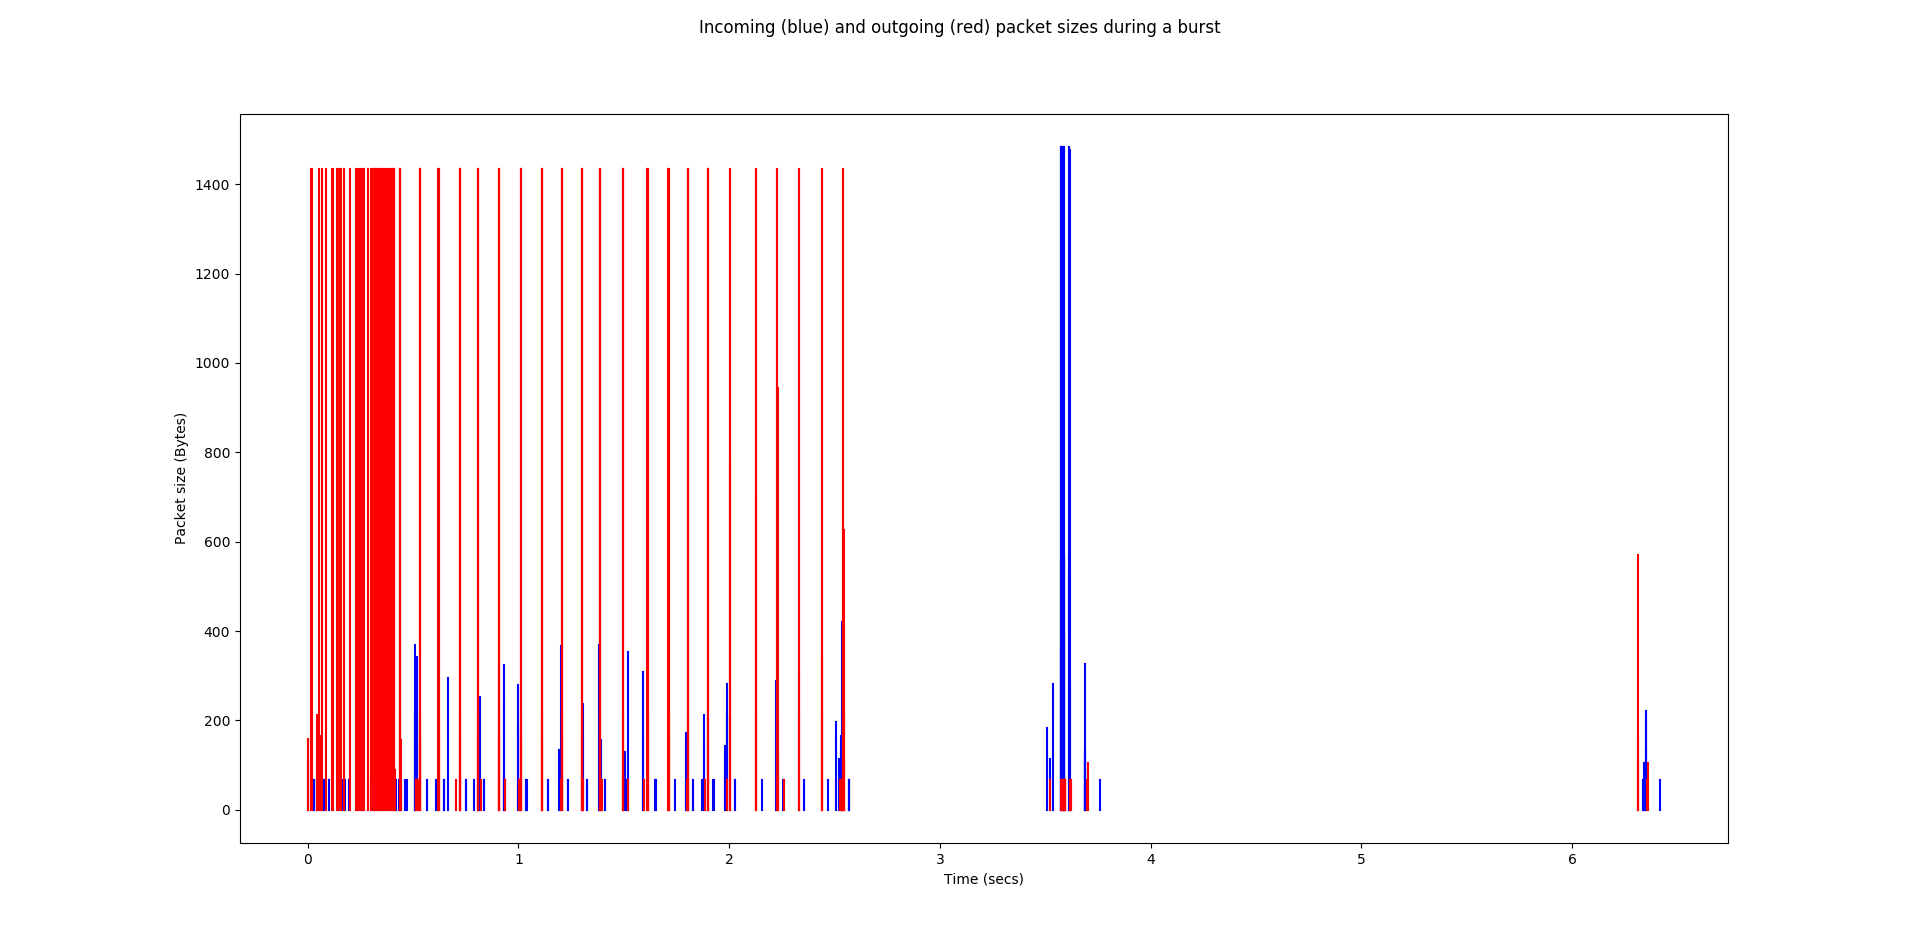 Incoming (blue) and outgoing (red) packet sizes during a burst
1400
1200
1000
800
600
400
200
0
Packet size (Bytes)
0 1 2 3 4 5 6
Time (secs)